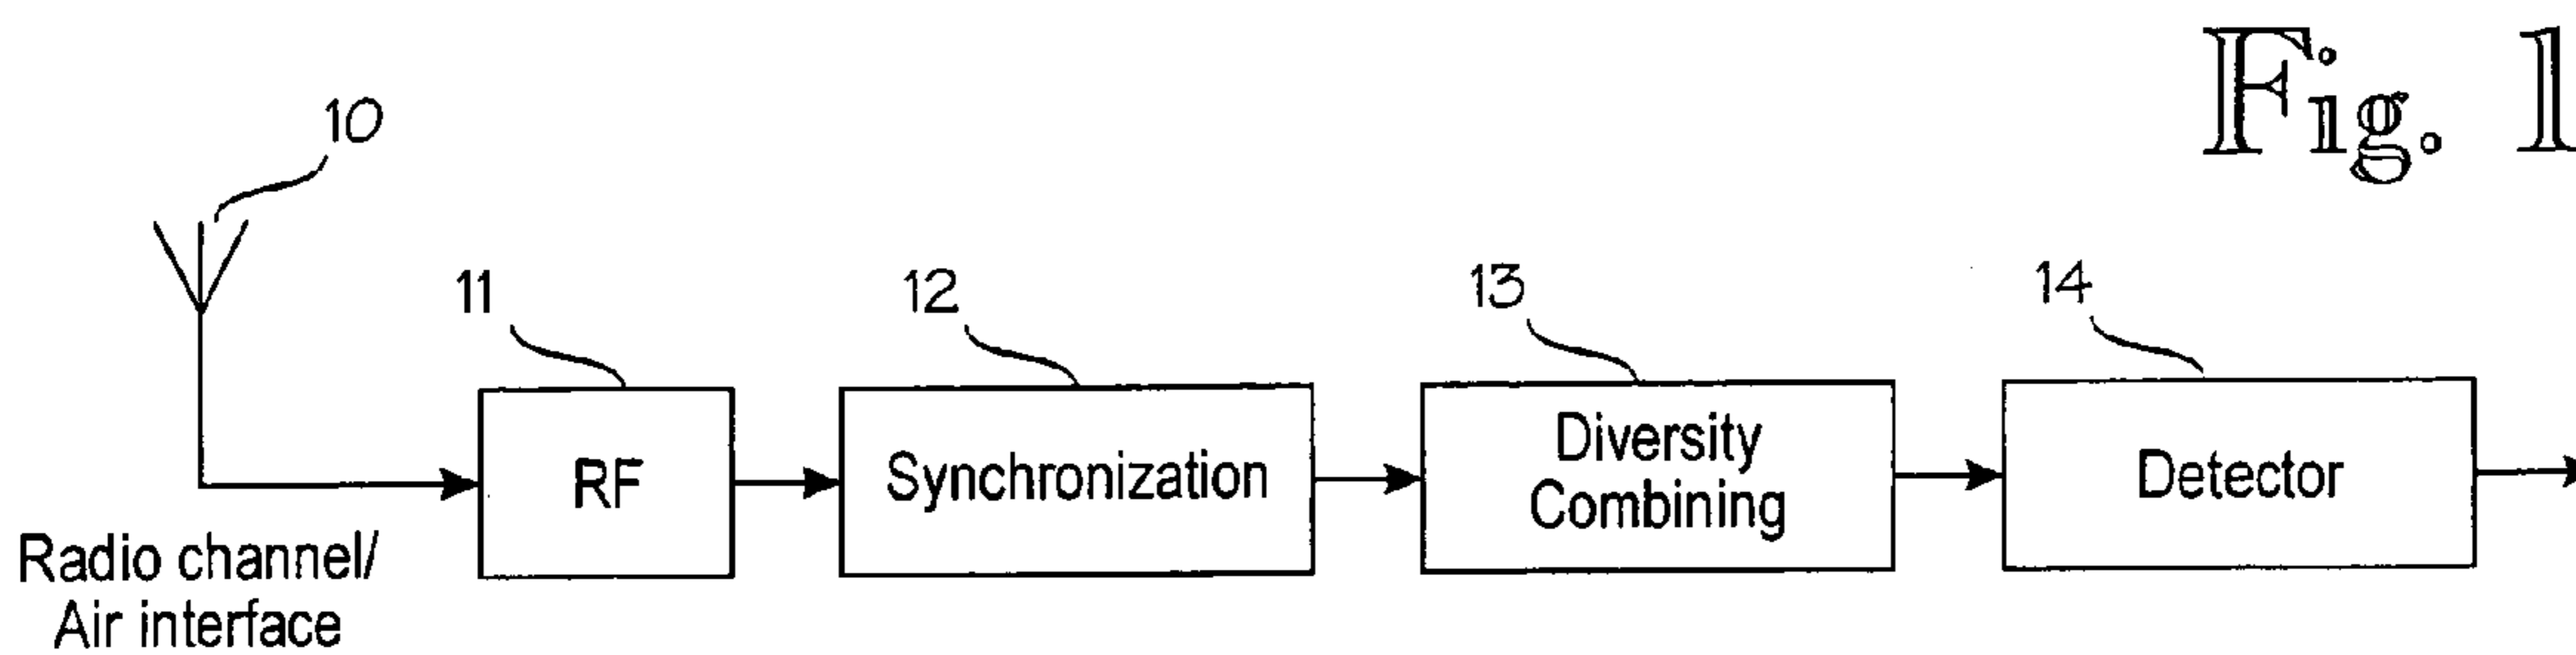 Fig. 1
10
11
12
13
14
RF
Synchronization
Diversity
Combining
Detector
Radio channel/
Air interface